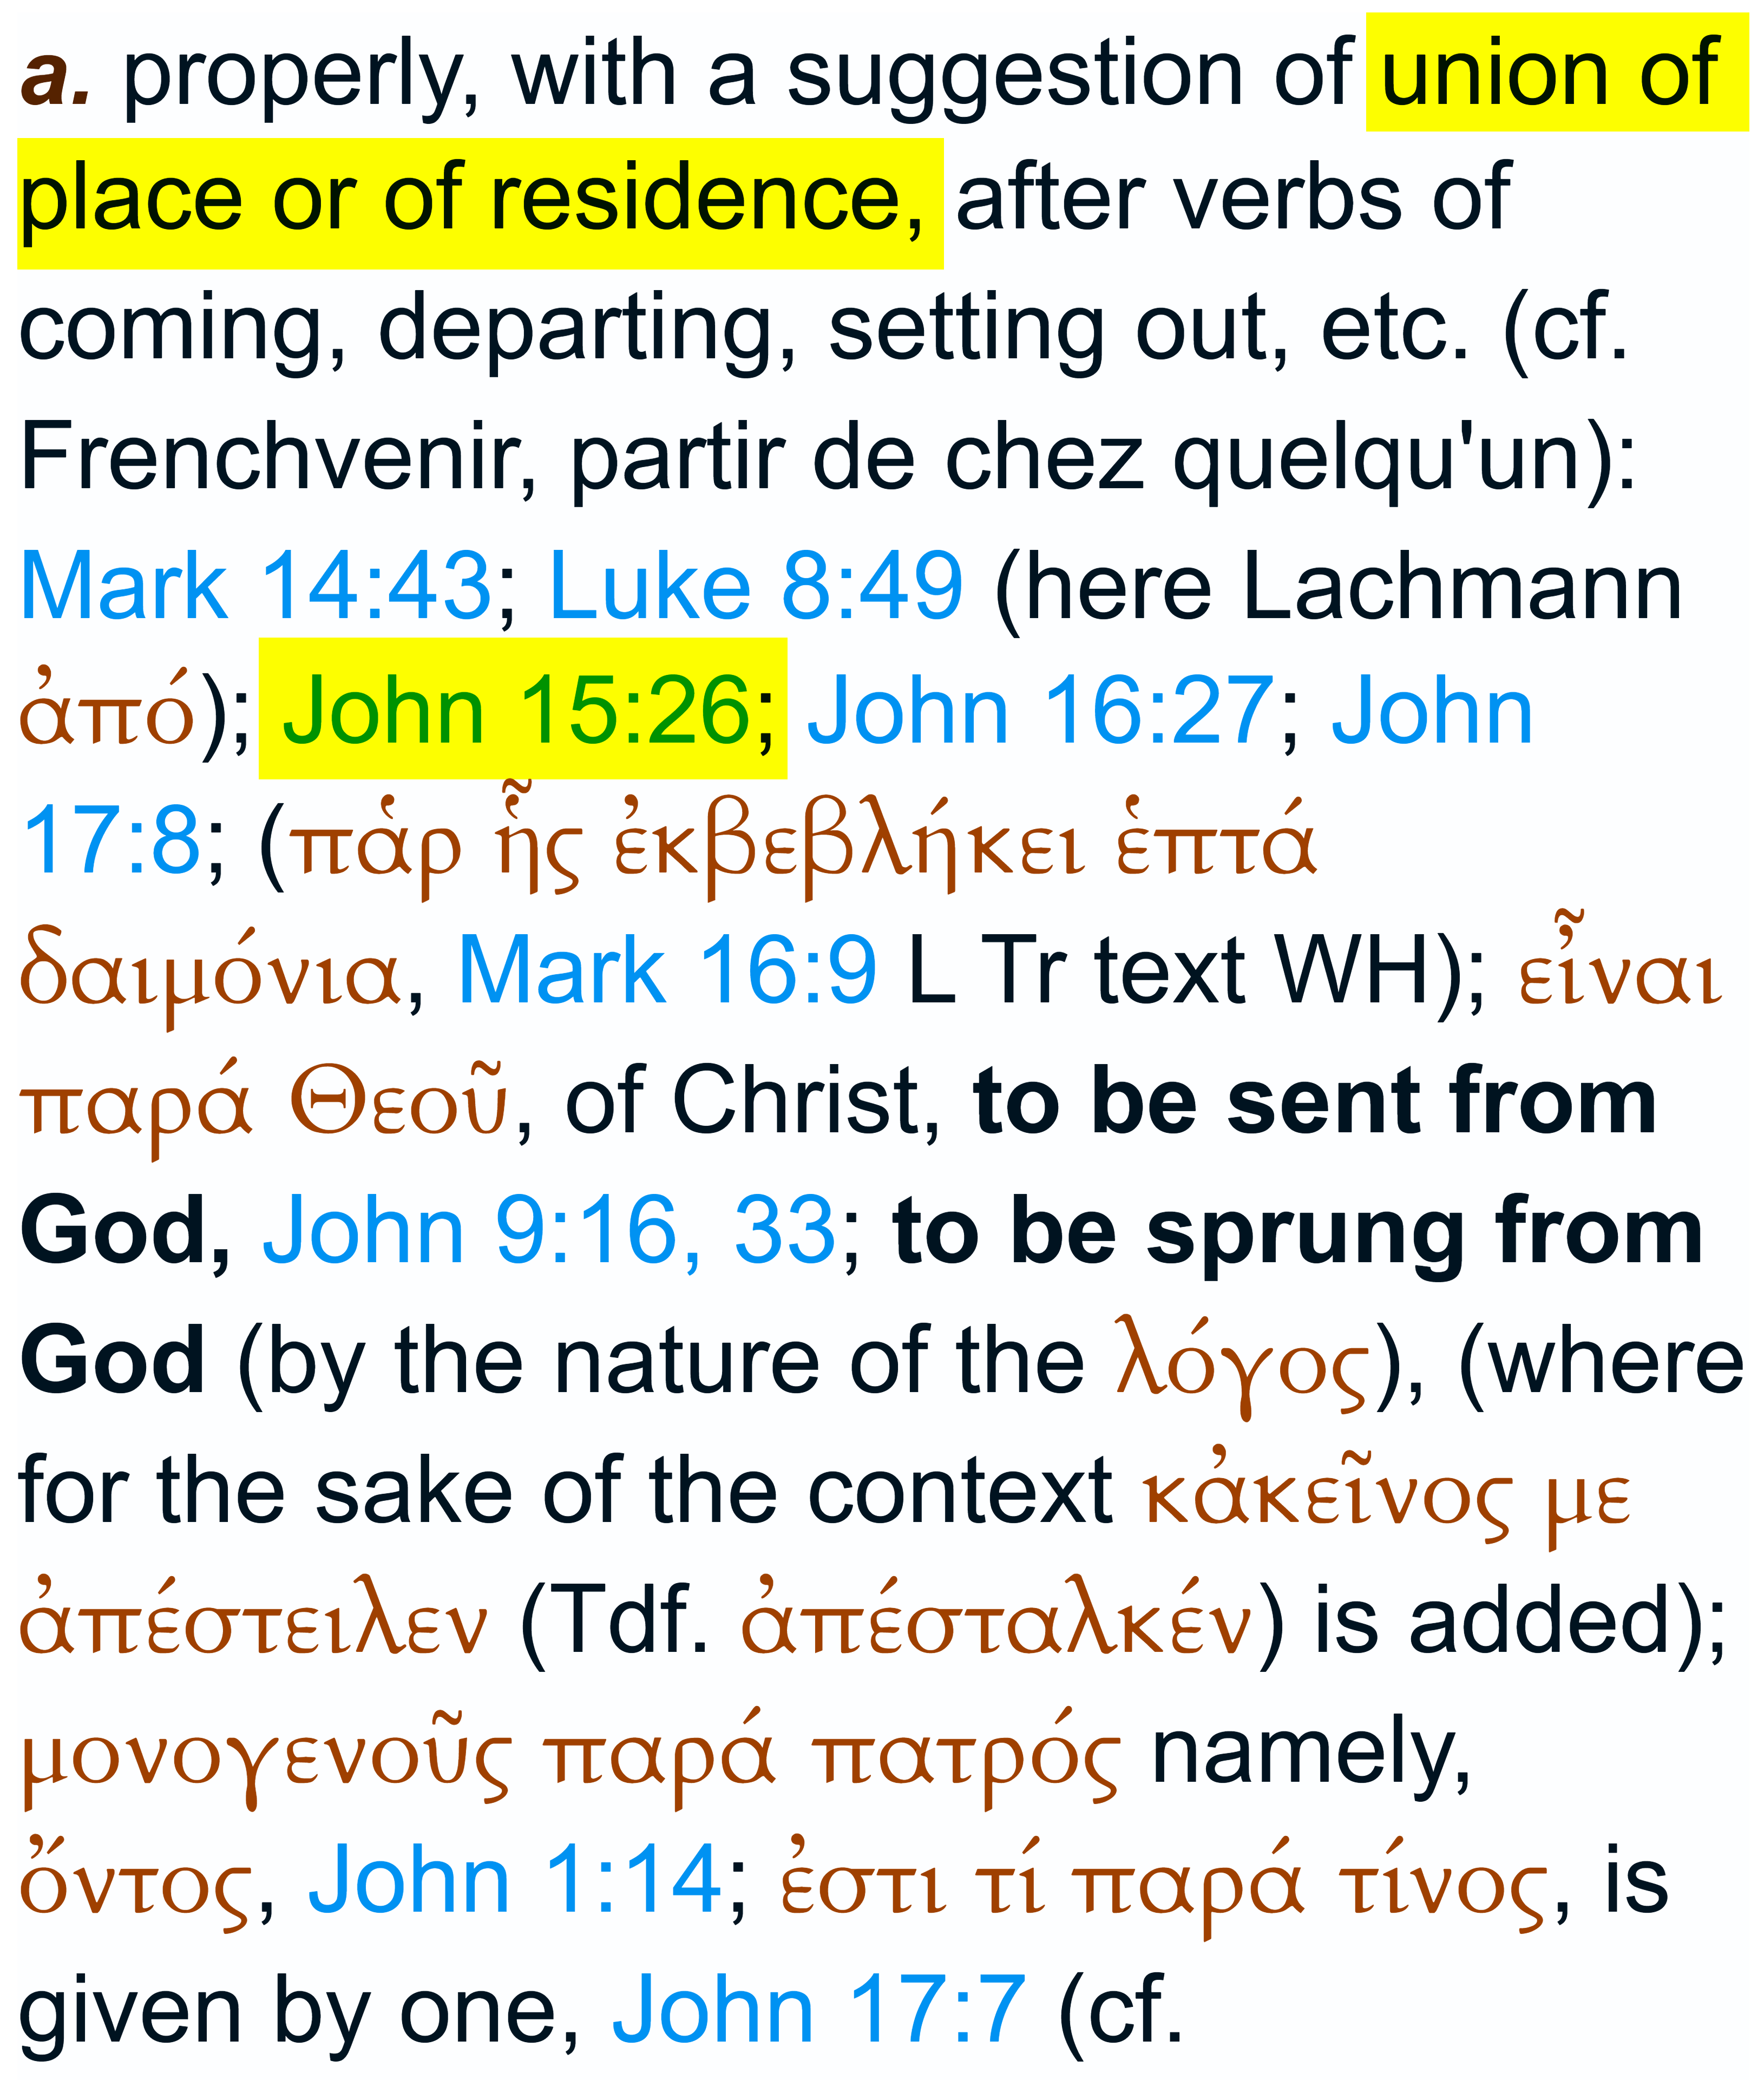 a. properly, with a suggestion of union of
place or of residence, after verbs of
coming, departing, setting out, etc. (cf.
Frenchvenir, partir de chez quelqu'un):
Mark 14:43; Luke 8:49 (here Lachmann
ἀπό); John 15:26; John 16:27; John
17:8; (πἀρ ἧς ἐκβεβλήκει ἑπτά
δαιμόνια, Mark 16:9 L Tr text WH); εἶναι
παρά Θεοῦ, of Christ, to be sent from
God, John 9:16, 33; to be sprung from
God (by the nature of the λόγος), (where
for the sake of the context κἀκεῖνος με
ἀπέστειλεν (Tdf. ἀπέσταλκέν) is added);
μονογενοῦς παρά πατρός namely,
ὄντος, John 1:14; ἐστι τί παρά τίνος, is
given by one, John 17:7 (cf.